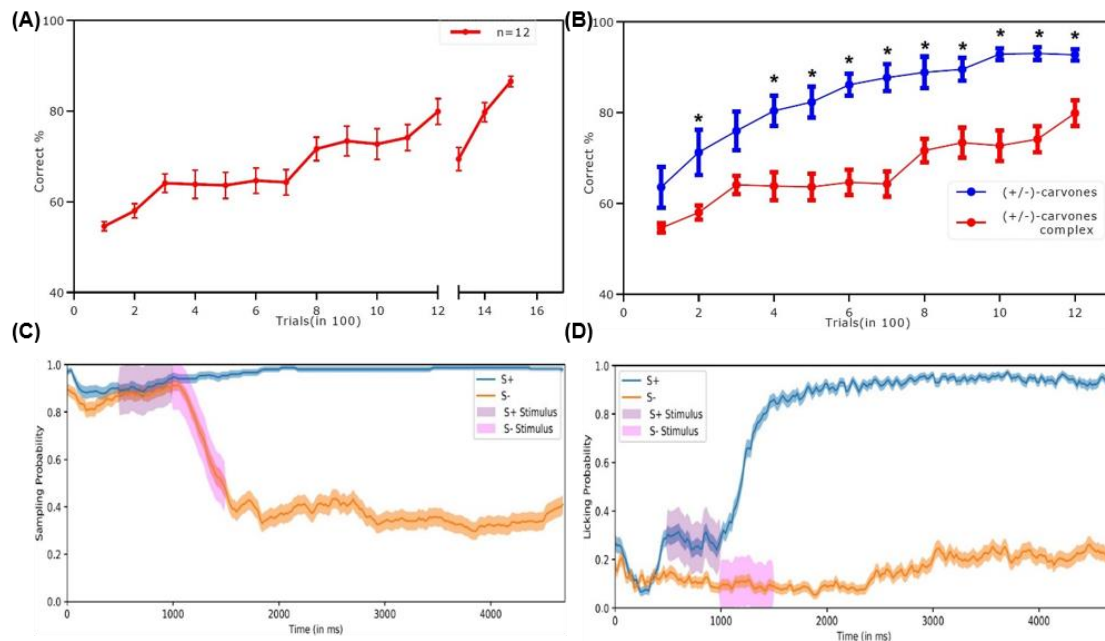 (A)
100
80
60
40
Correct %
n=12
0 2 4 6 8 10 12 14 16
Trials(in 100)
(B)
100
80
60
40
Correct %
* * * * * * * * * *
(+/-)-carvones
(+/-)-carvones
complex
0 2 4 6 8 10 12
Trials(in 100)
(C)
1.0
0.8
0.6
0.4
0.2
0.0
Sampling Probability
S+
S-
S+ Stimulus
S- Stimulus
0 1000 2000 3000 4000
Time (in ms)
(D)
1.0
0.8
0.6
0.4
0.2
0.0
Licking Probability
S+
S-
S+ Stimulus
S- Stimulus
0 1000 2000 3000 4000
Time (in ms)